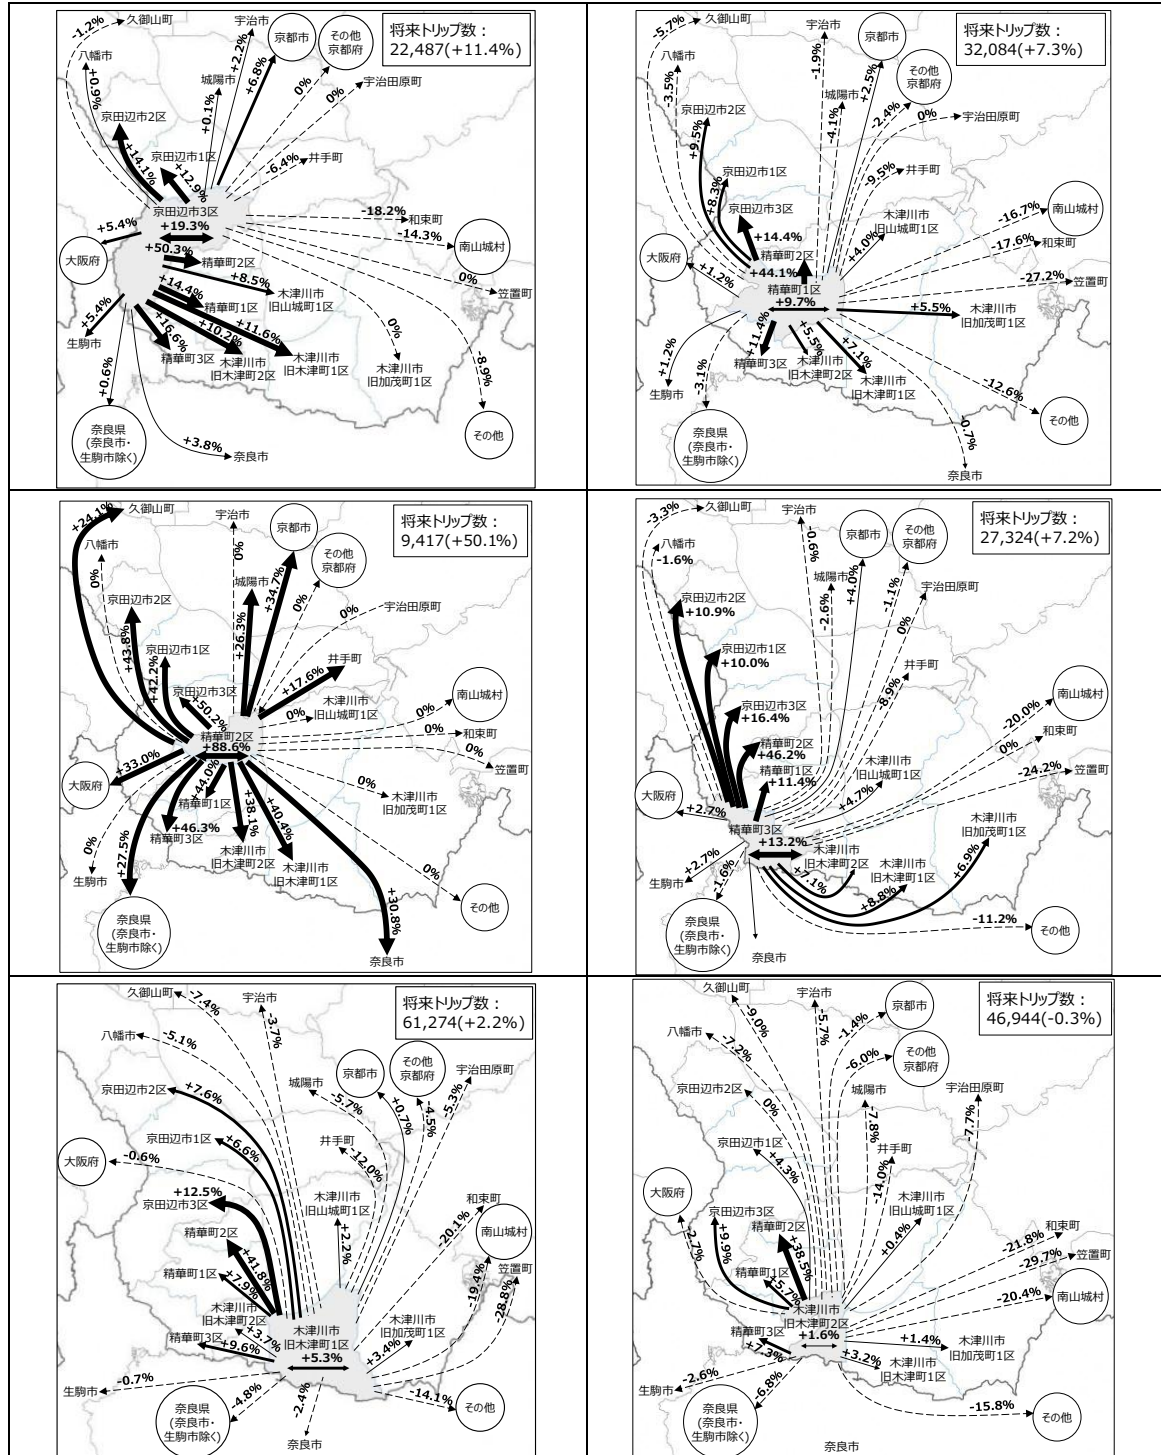 将来トリップ数：
22,487(+11.4%)
久御山町
-1.2%
宇治市
+2.2%
京都市
+6.8%
その他
京都府
0%
八幡市
+0.9%
城陽市
+0.1%
宇治田原町
0%
京田辺市2区
+14.1%
京田辺市1区
+12.9%
井手町
-6.4%
京田辺市3区
+19.3%
-18.2%
和束町
-14.3%
南山城村
+5.4%
大阪府
+50.3%
精華町2区
0%
笠置町
+8.5%
木津川市
旧山城町1区
+14.4%
精華町1区
+5.4%
生駒市
+16.6%
精華町3区
+10.2%
木津川市
旧木津町2区
+11.6%
木津川市
旧木津町1区
0%
木津川市
旧加茂町1区
-8.9%
その他
+0.6%
奈良県
(奈良市・
生駒市除く)
+3.8%
奈良市
将来トリップ数：
32,084(+7.3%)
-5.7%
久御山町
宇治市
-1.9%
京都市
+2.5%
その他
京都府
-2.4%
八幡市
-3.5%
城陽市
-4.1%
0%
宇治田原町
京田辺市2区
+9.5%
京田辺市1区
+8.3%
-9.5%
井手町
京田辺市3区
+14.4%
木津川市
旧山城町1区
+4.0%
-16.7%
南山城村
-17.6%
和束町
大阪府
+1.2%
精華町2区
+44.1%
-27.2%
笠置町
精華町1区
+9.7%
+5.5%
木津川市
旧加茂町1区
+11.4%
精華町3区
+5.5%
木津川市
旧木津町2区
+7.1%
木津川市
旧木津町1区
+1.2%
生駒市
-3.1%
奈良県
(奈良市・
生駒市除く)
-12.6%
その他
-0.7%
奈良市
将来トリップ数：
9,417(+50.1%)
+24.1%
久御山町
宇治市
0%
京都市
+34.7%
その他
京都府
0%
八幡市
0%
城陽市
+26.3%
0%
宇治田原町
京田辺市2区
+43.8%
京田辺市1区
+42.2%
井手町
+17.6%
京田辺市3区
+50.2%
0%
木津川市
旧山城町1区
0%
南山城村
0%
和束町
精華町2区
+88.6%
0%
笠置町
大阪府
+33.0%
+44.0%
精華町1区
0%
木津川市
旧加茂町1区
+46.3%
精華町3区
+38.1%
木津川市
旧木津町2区
+40.4%
木津川市
旧木津町1区
0%
生駒市
+27.5%
奈良県
(奈良市・
生駒市除く)
0%
その他
+30.8%
奈良市
将来トリップ数：
27,324(+7.2%)
-3.3%
久御山町
宇治市
-0.6%
京都市
+4.0%
その他
京都府
-1.1%
八幡市
-1.6%
城陽市
-2.6%
宇治田原町
0%
京田辺市2区
+10.9%
京田辺市1区
+10.0%
井手町
-8.9%
京田辺市3区
+16.4%
-20.0%
南山城村
0%
和束町
精華町2区
+46.2%
木津川市
旧山城町1区
+4.7%
-24.2%
笠置町
精華町1区
+11.4%
大阪府
+2.7%
精華町3区
+13.2%
木津川市
旧加茂町1区
+6.9%
木津川市
旧木津町2区
+7.1%
木津川市
旧木津町1区
+8.8%
+2.7%
生駒市
-1.6%
奈良県
(奈良市・
生駒市除く)
-11.2%
その他
奈良市
将来トリップ数：
61,274(+2.2%)
久御山町
-7.4%
宇治市
-3.7%
八幡市
-5.1%
京都市
+0.7%
その他
京都府
-4.5%
宇治田原町
-5.3%
京田辺市2区
+7.6%
城陽市
-5.7%
京田辺市1区
+6.6%
井手町
-12.0%
大阪府
-0.6%
+12.5%
京田辺市3区
木津川市
旧山城町1区
+2.2%
和束町
-20.1%
南山城村
-19.4%
精華町2区
+41.8%
笠置町
-28.8%
精華町1区
+7.9%
木津川市
旧木津町2区
+3.7%
木津川市
旧木津町1区
+5.3%
木津川市
旧加茂町1区
+3.4%
精華町3区
+9.6%
生駒市
-0.7%
-4.8%
奈良県
(奈良市・
生駒市除く)
-2.4%
奈良市
-14.1%
その他
将来トリップ数：
46,944(-0.3%)
久御山町
-9.0%
宇治市
-5.7%
京都市
-1.4%
八幡市
-7.2%
その他
京都府
-6.0%
京田辺市2区
0%
城陽市
-7.8%
宇治田原町
-7.7%
京田辺市1区
+4.3%
井手町
-14.0%
大阪府
-2.7%
京田辺市3区
+9.9%
精華町2区
+38.5%
木津川市
旧山城町1区
+0.4%
和束町
-21.8%
笠置町
-29.7%
精華町1区
+5.7%
南山城村
-20.4%
木津川市
旧木津町2区
+1.6%
精華町3区
+7.3%
+1.4%
木津川市
旧加茂町1区
+3.2%
木津川市
旧木津町1区
-2.6%
生駒市
-6.8%
奈良県
(奈良市・
生駒市除く)
-15.8%
その他
奈良市